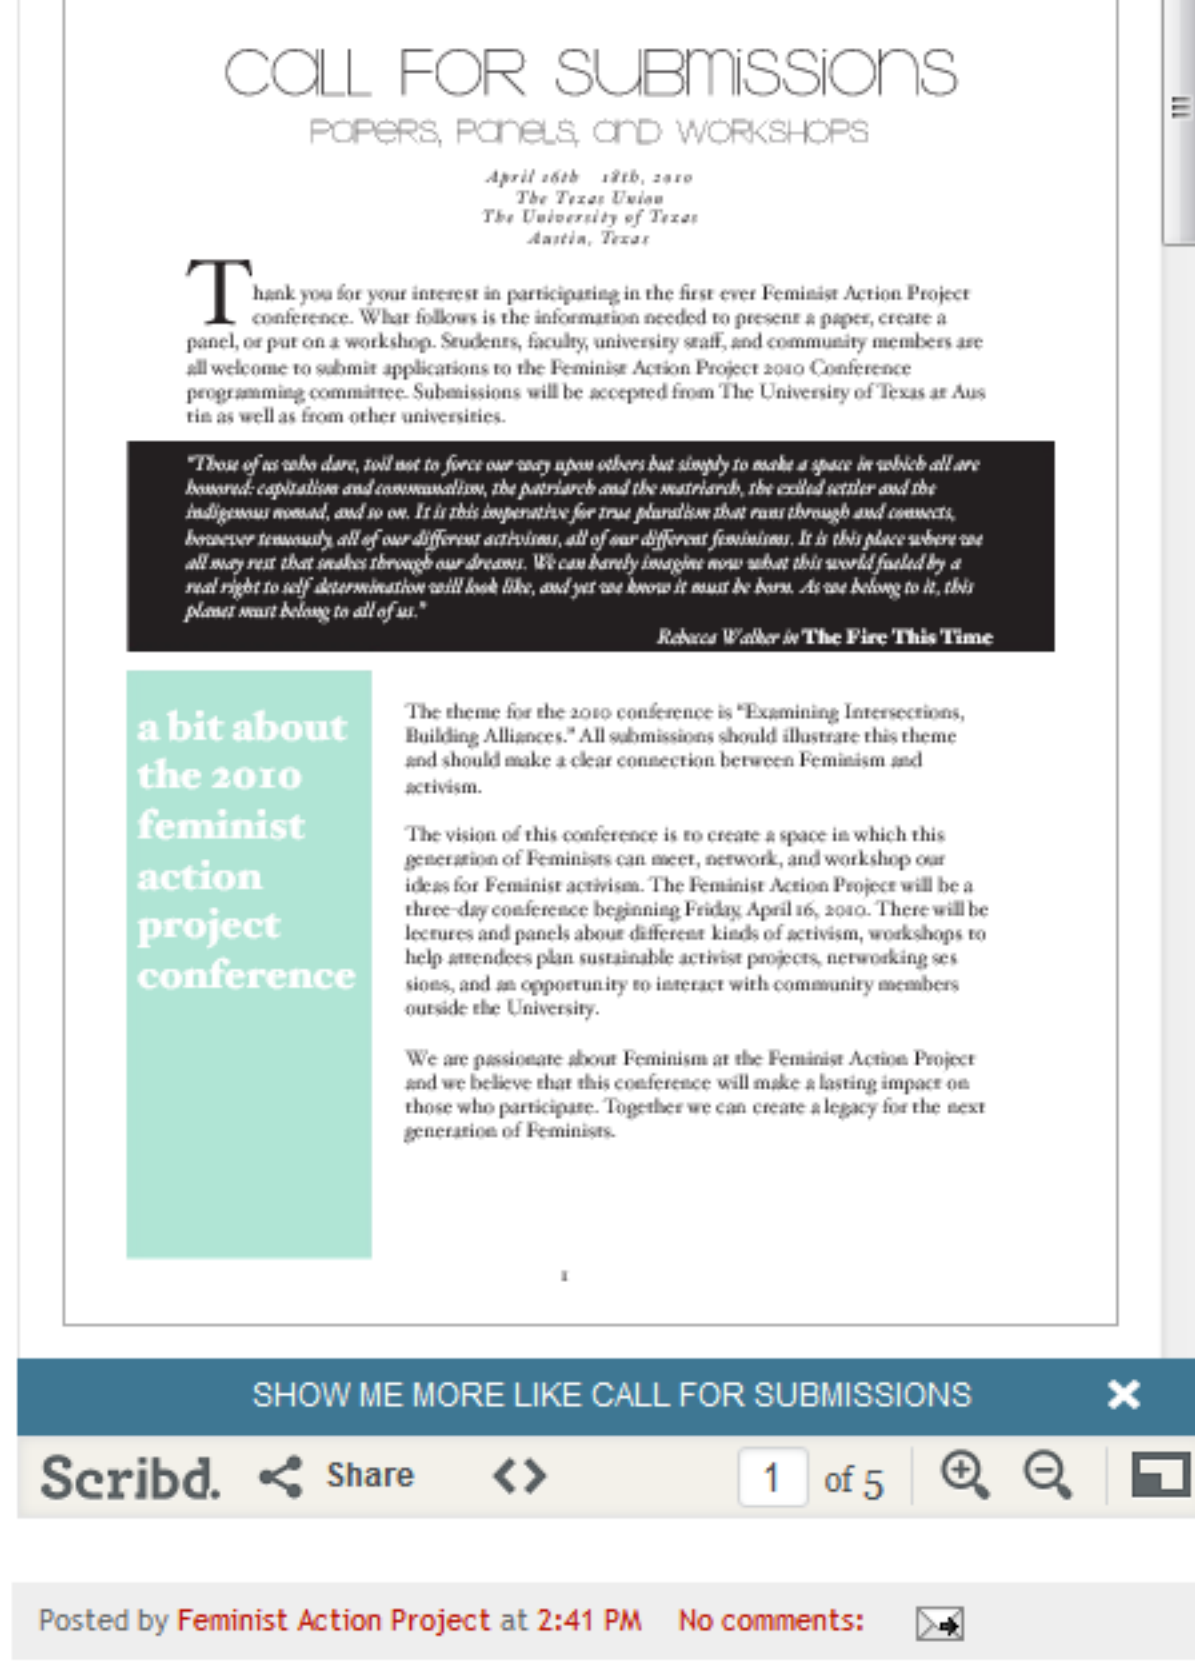 CALL FOR SUBMISSIONS
PAPERS, PANELS, AND WORKSHOPS
April 16th 18th, 2010
The Texas Union
The University of Texas
Austin, Texas
Thank you for your interest in participating in the first ever Feminist Action Project
conference. What follows is the information needed to present a paper, create a
panel, or put on a workshop. Students, faculty, university staff, and community members are
all welcome to submit applications to the Feminist Action Project 2010 Conference
programming committee. Submissions will be accepted from The University of Texas at Aus
tin as well as from other universities.
"Those of us who dare, toil not to force our way upon others but simply to make a space in which all are
honored: capitalism and communalism, the patriarch and the matriarch, the exiled settler and the
indigenous nomad, and so on. It is this imperative for true pluralism that runs through and connects,
however tenuously, all of our different activisms, all of our different feminisms. It is this place where we
all may rest that snakes through our dreams. We can barely imagine now what this world fueled by a
real right to self determination will look like, and yet we know it must be born. As we belong to it, this
planet must belong to all of us."
Rebecca Walker in The Fire This Time
a bit about
the 2010
feminist
action
project
conference
The theme for the 2010 conference is "Examining Intersections,
Building Alliances." All submissions should illustrate this theme
and should make a clear connection between Feminism and
activism.
The vision of this conference is to create a space in which this
generation of Feminists can meet, network, and workshop our
ideas for Feminist activism. The Feminist Action Project will be a
three-day conference beginning Friday, April 16, 2010. There will be
lectures and panels about different kinds of activism, workshops to
help attendees plan sustainable activist projects, networking ses
sions, and an opportunity to interact with community members
outside the University.
We are passionate about Feminism at the Feminist Action Project
and we believe that this conference will make a lasting impact on
those who participate. Together we can create a legacy for the next
generation of Feminists.
1
SHOW ME MORE LIKE CALL FOR SUBMISSIONS
Scribd. Share 1 of 5
Posted by Feminist Action Project at 2:41 PM No comments: